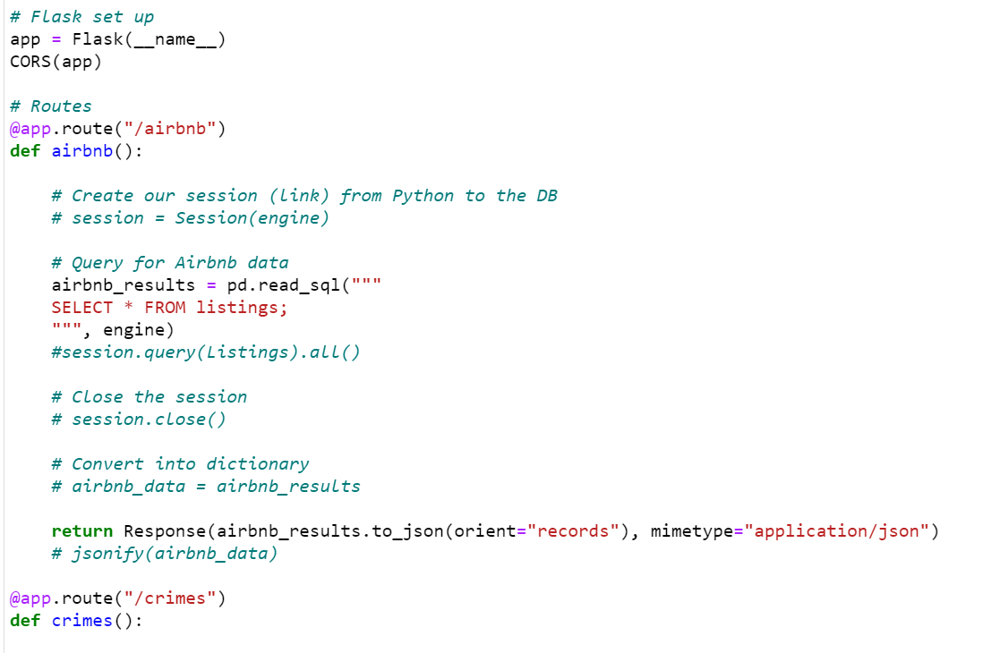 # Flask set up
app = Flask(__name__)
CORS(app)

# Routes
@app.route("/airbnb")
def airbnb():

    # Create our session (link) from Python to the DB
    # session = Session(engine)

    # Query for Airbnb data
    airbnb_results = pd.read_sql("""
    SELECT * FROM listings;
    """, engine)
    #session.query(Listings).all()

    # Close the session
    # session.close()

    # Convert into dictionary
    # airbnb_data = airbnb_results

    return Response(airbnb_results.to_json(orient="records"), mimetype="application/json")
    # jsonify(airbnb_data)

@app.route("/crimes")
def crimes():